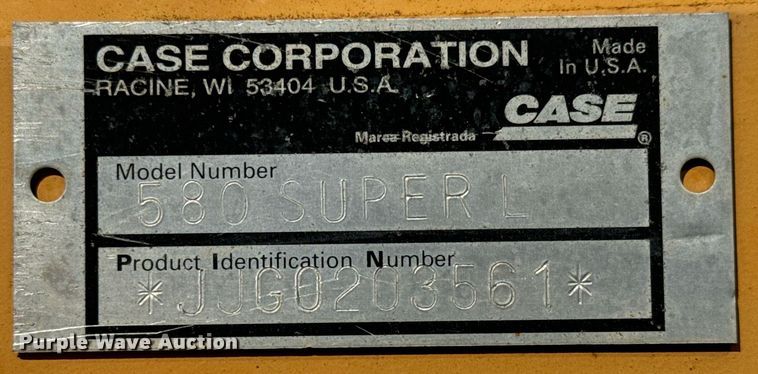 CASE CORPORATION
RACINE, WI 53404 U.S.A.
Made
In U.S.A.
CASE
®
Marca Registrada
Model Number
580 SUPER L
Product Identification Number
*JJG0203561*
Purple Wave Auction